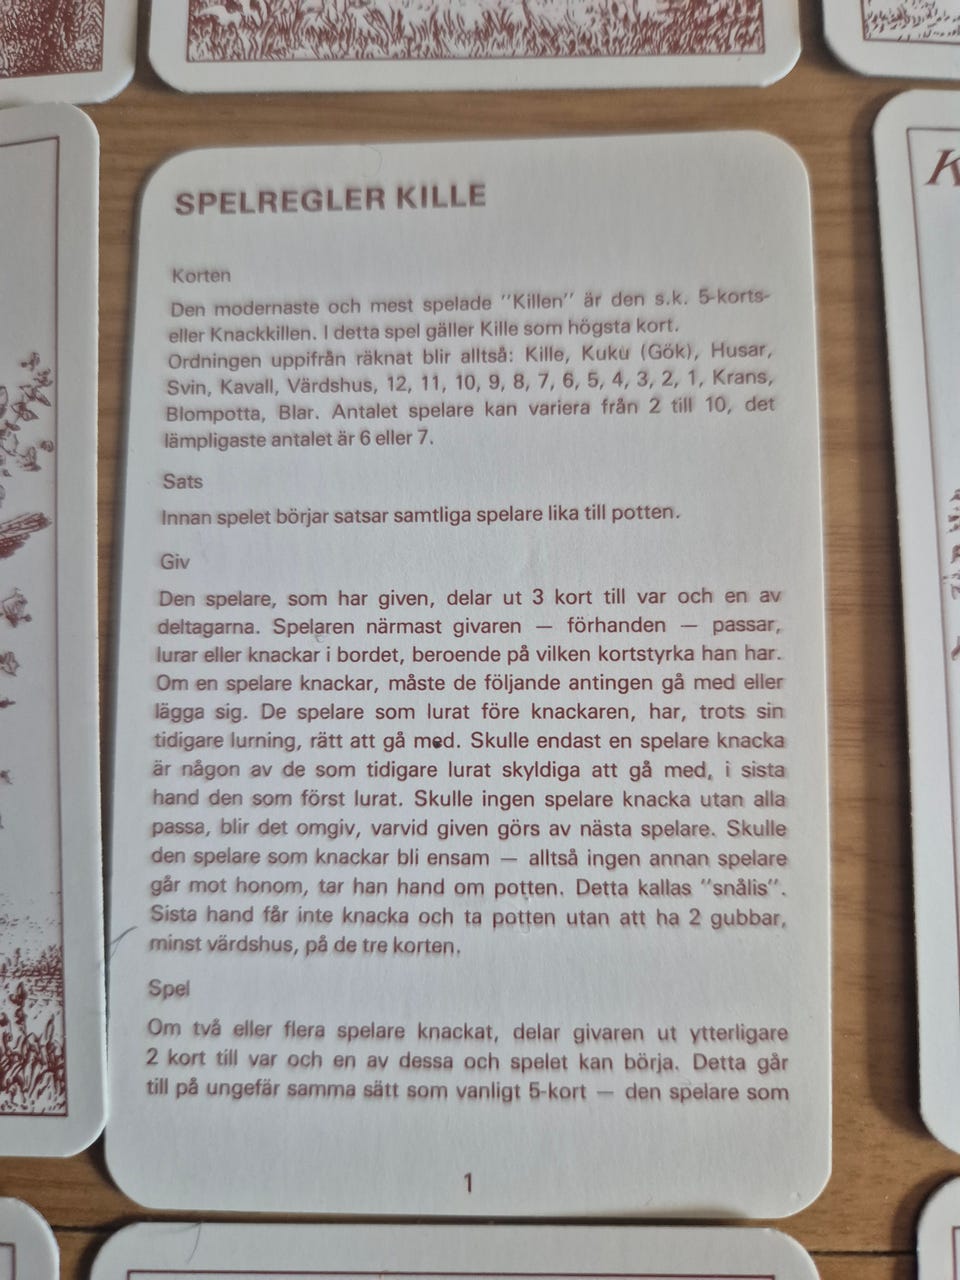 SPELREGLER KILLE
Korten
Den modernaste och mest spelade "Killen" är den s.k. 5-korts-
eller Knackkillen. I detta spel gäller Kille som högsta kort.
Ordningen uppifrån räknat blir alltså: Kille, Kuku (Gök), Husar,
Svin, Kavall, Värdshus, 12, 11, 10, 9, 8, 7, 6, 5, 4, 3, 2, 1, Krans,
Blompotta, Blar. Antalet spelare kan variera från 2 till 10, det
lämpligaste antalet är 6 eller 7.
Sats
Innan spelet börjar satsar samtliga spelare lika till potten.
Giv
Den spelare, som har given, delar ut 3 kort till var och en av
deltagarna. Spelaren närmast givaren — förhanden — passar,
lurar eller knackar i bordet, beroende på vilken kortstyrka han har.
Om en spelare knackar, måste de följande antingen gå med eller
lägga sig. De spelare som lurat före knackaren, har, trots sin
tidigare lurning, rätt att gå med. Skulle endast en spelare knacka
är någon av de som tidigare lurat skyldiga att gå med, i sista
hand den som först lurat. Skulle ingen spelare knacka utan alla
passa, blir det omgiv, varvid given görs av nästa spelare. Skulle
den spelare som knackar bli ensam — alltså ingen annan spelare
går mot honom, tar han hand om potten. Detta kallas "snålis".
Sista hand får inte knacka och ta potten utan att ha 2 gubbar,
minst värdshus, på de tre korten.
Spel
Om två eller flera spelare knackat, delar givaren ut ytterligare
2 kort till var och en av dessa och spelet kan börja. Detta går
till på ungefär samma sätt som vanligt 5-kort — den spelare som
1
K